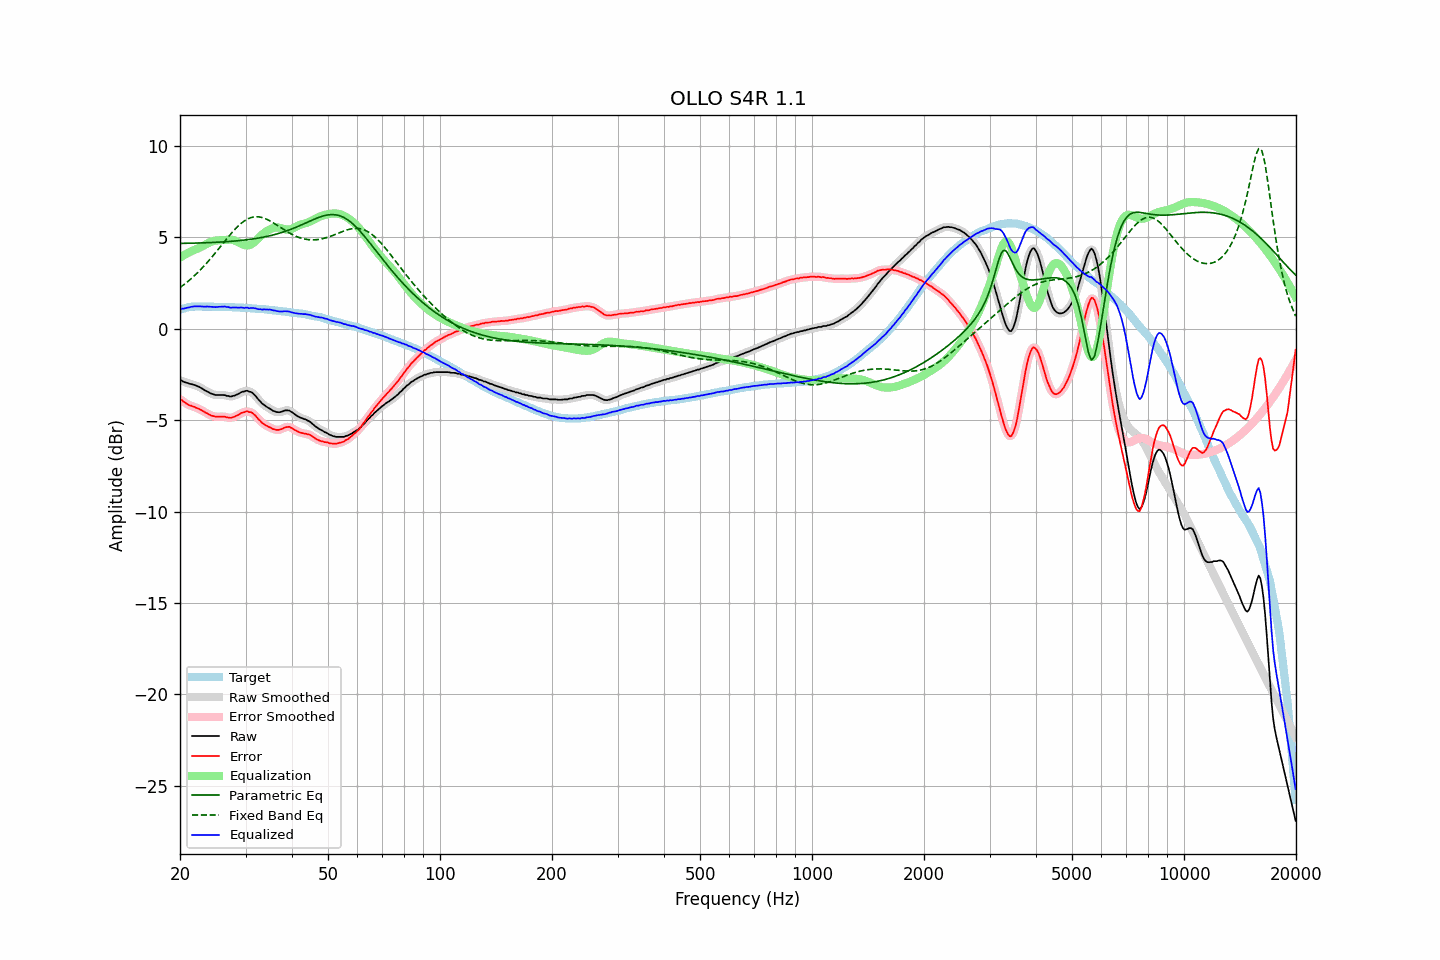 OLLO S4R 1.1
10
5
0
−5
−10
−15
−20
−25
Amplitude (dBr)
Target
Raw Smoothed
Error Smoothed
Raw
Error
Equalization
Parametric Eq
Fixed Band Eq
Equalized
20 50 100 200 500 1000 2000 5000 10000 20000
Frequency (Hz)